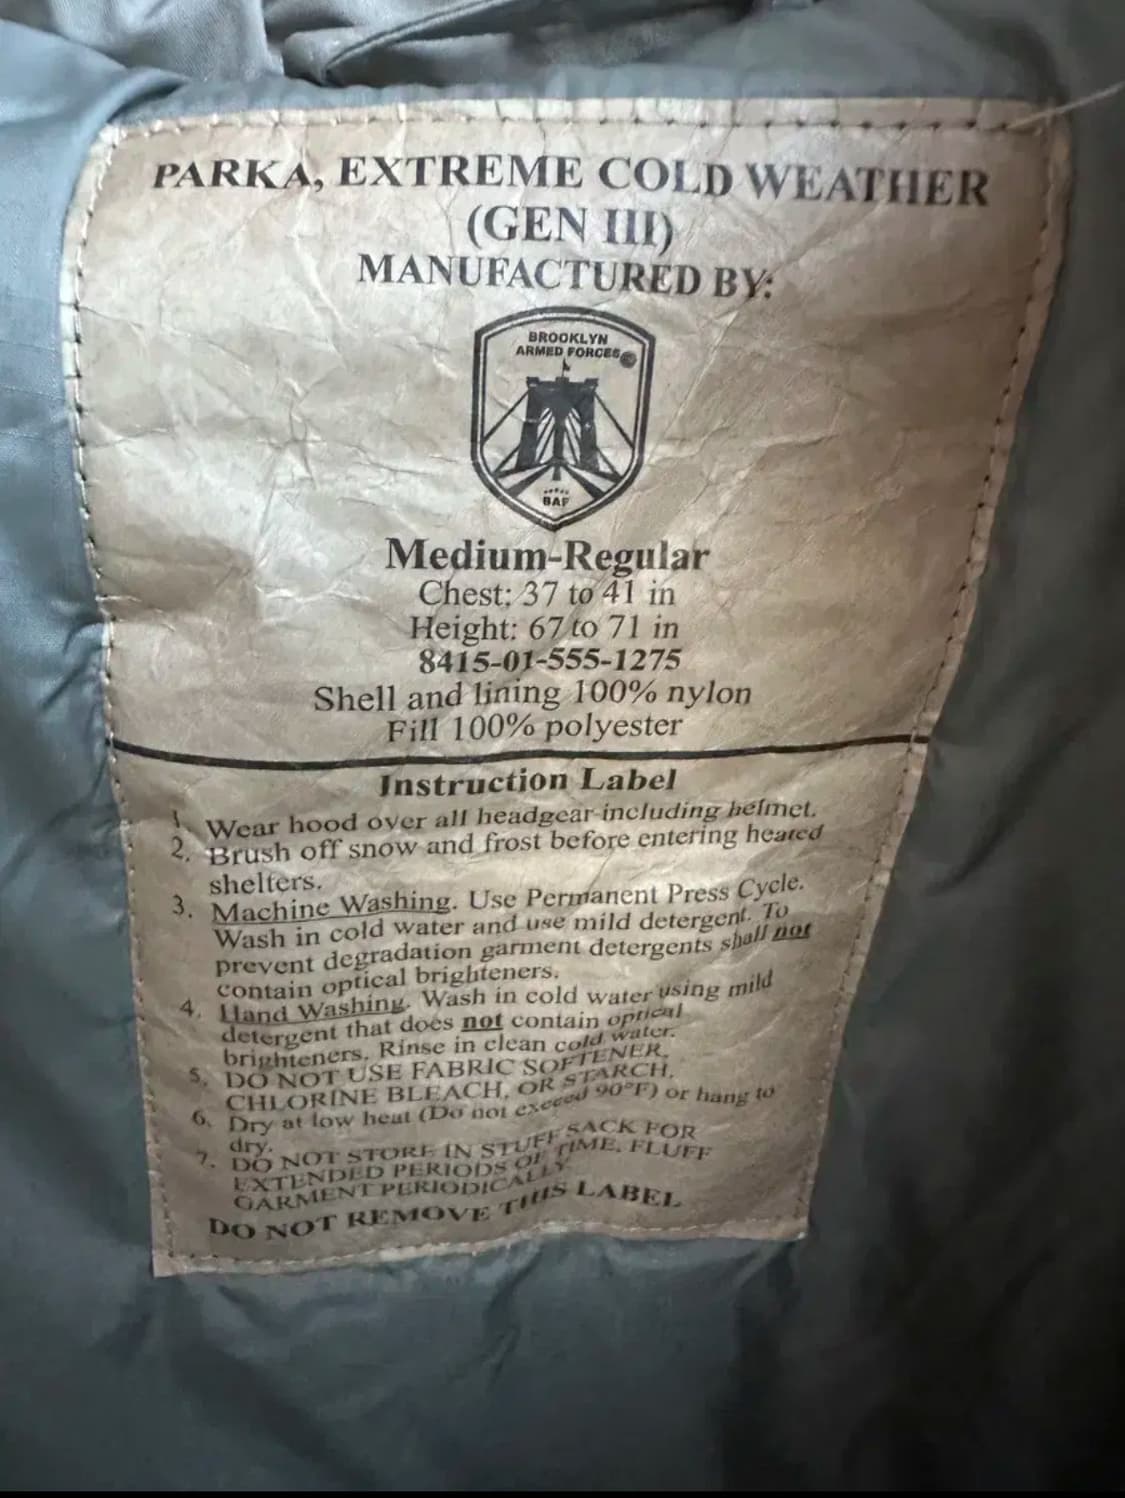 PARKA, EXTREME COLD WEATHER
(GEN III)
MANUFACTURED BY:
BROOKLYN
ARMED FORCES
BAF
Medium-Regular
Chest: 37 to 41 in
Height: 67 to 71 in
8415-01-555-1275
Shell and lining 100% nylon
Fill 100% polyester
Instruction Label
1. Wear hood over all headgear including helmet.
2. Brush off snow and frost before entering heated
shelters.
3. Machine Washing. Use Permanent Press Cycle.
Wash in cold water and use mild detergent. To
prevent degradation garment detergents shall not
contain optical brighteners.
4. Hand Washing. Wash in cold water using mild
detergent that does not contain optical
brighteners. Rinse in clean cold water.
5. DO NOT USE FABRIC SOFTENER,
CHLORINE BLEACH, OR STARCH.
6. Dry at low heat (Do not exceed 90°F) or hang to
dry.
7. DO NOT STORE IN STUFF SACK FOR
EXTENDED PERIODS OF TIME, FLUFF
GARMENT PERIODICALLY
DO NOT REMOVE THIS LABEL